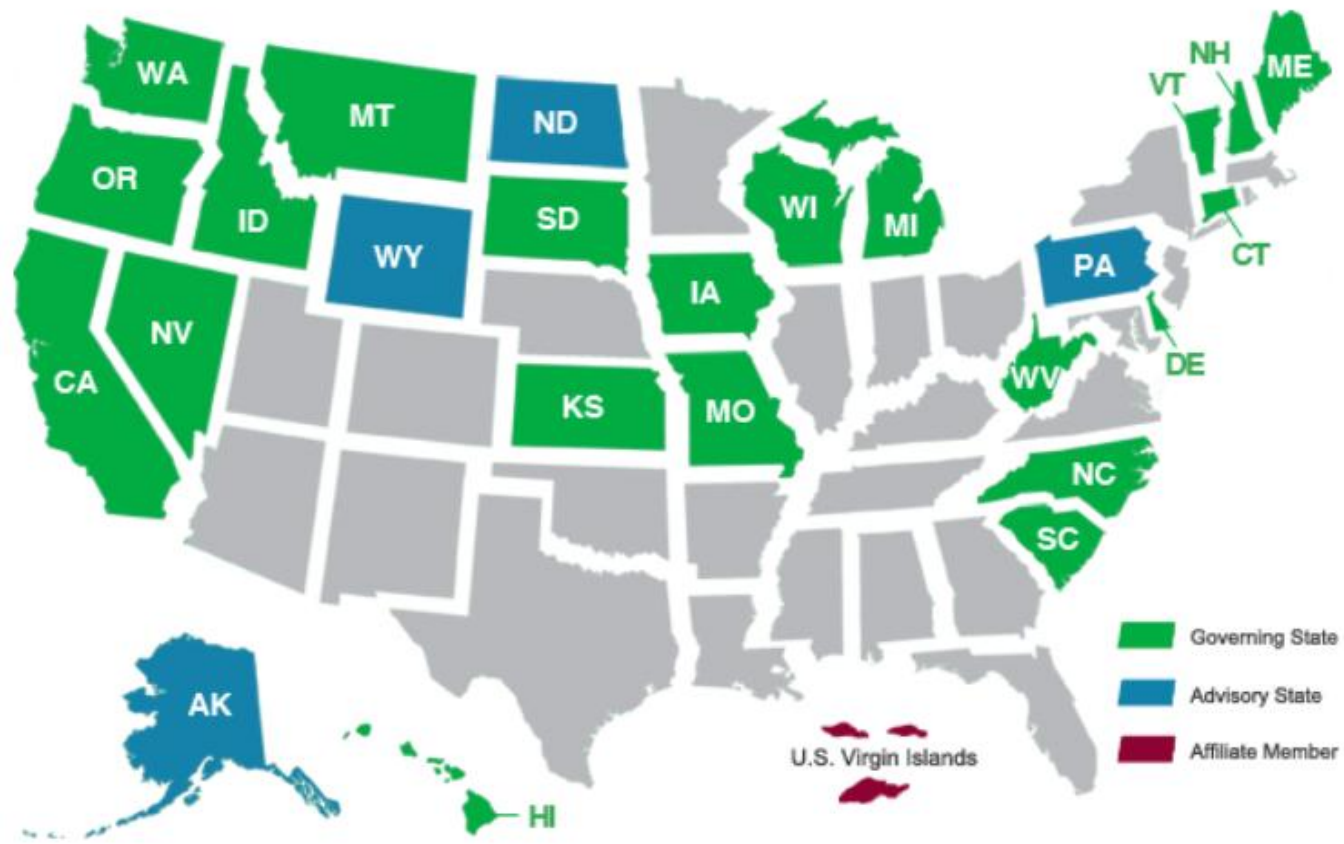 WA
MT
ND
OR
ID
SD
WY
WI
MI
VT
NH
ME
CT
PA
IA
NV
CA
KS
MO
WV
DE
NC
SC
AK
HI
U.S. Virgin Islands
Governing State
Advisory State
Affiliate Member